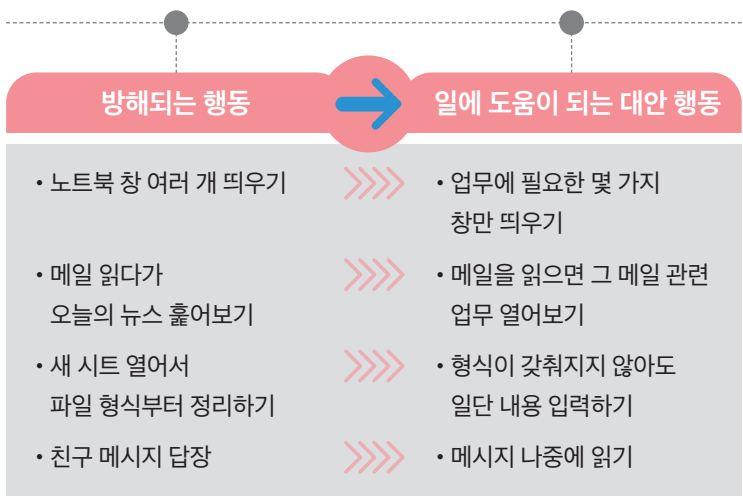 방해되는 행동
일에 도움이 되는 대안 행동
• 노트북 창 여러 개 띄우기
• 업무에 필요한 몇 가지
창만 띄우기
• 메일 읽다가
오늘의 뉴스 훑어보기
• 메일을 읽으면 그 메일 관련
업무 열어보기
• 새 시트 열어서
파일 형식부터 정리하기
• 형식이 갖춰지지 않아도
일단 내용 입력하기
• 친구 메시지 답장
• 메시지 나중에 읽기